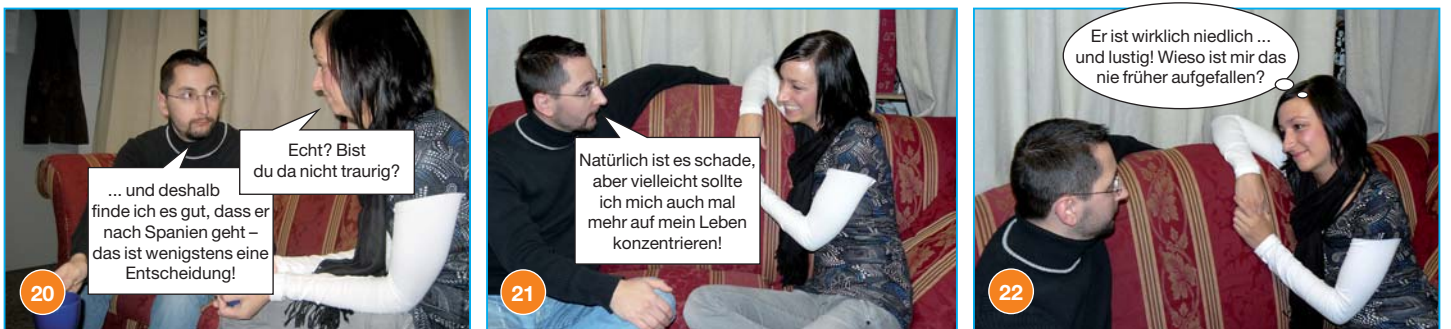 ... und deshalb
finde ich es gut, dass er
nach Spanien geht –
das ist wenigstens eine
Entscheidung!
Echt? Bist
du da nicht traurig?
20
Natürlich ist es schade,
aber vielleicht sollte
ich mich auch mal
mehr auf mein Leben
konzentrieren!
21
Er ist wirklich niedlich ...
und lustig! Wieso ist mir das
nie früher aufgefallen?
22